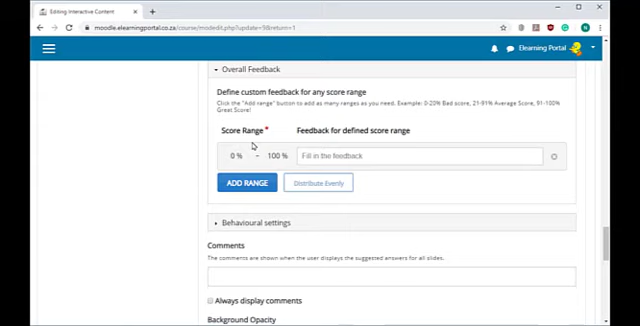 Editing Interactive Content
moodle.elearningportal.co.za/course/modedit.php?update=5&return=1
Elearning Portal
Overall Feedback
Define custom feedback for any score range
Click the "Add range" button to add as many ranges as you need. Example: 0-20% Bad score, 21-91% Average Score, 91-100%
Great Score!
Score Range * Feedback for defined score range
0 % - 100 % Fill in the feedback
ADD RANGE Distribute Evenly
Behavioural settings
Comments
The comments are shown when the user displays the suggested answers for all slides.
Always display comments
Background Opacity